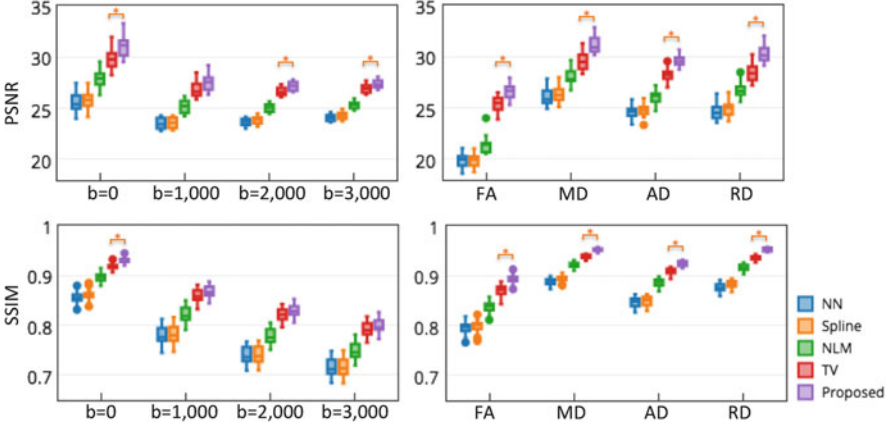 35
30
25
20
PSNR
* * *
b=0 b=1,000 b=2,000 b=3,000
35
30
25
20
* * * *
FA MD AD RD
1
0.9
0.8
0.7
SSIM
*
b=0 b=1,000 b=2,000 b=3,000
1
0.9
0.8
0.7
* * * *
FA MD AD RD
NN
Spline
NLM
TV
Proposed